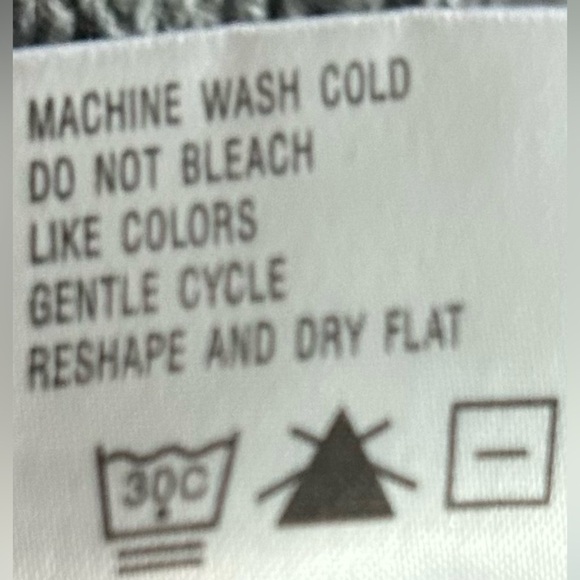 MACHINE WASH COLD
DO NOT BLEACH
LIKE COLORS
GENTLE CYCLE
RESHAPE AND DRY FLAT
30C